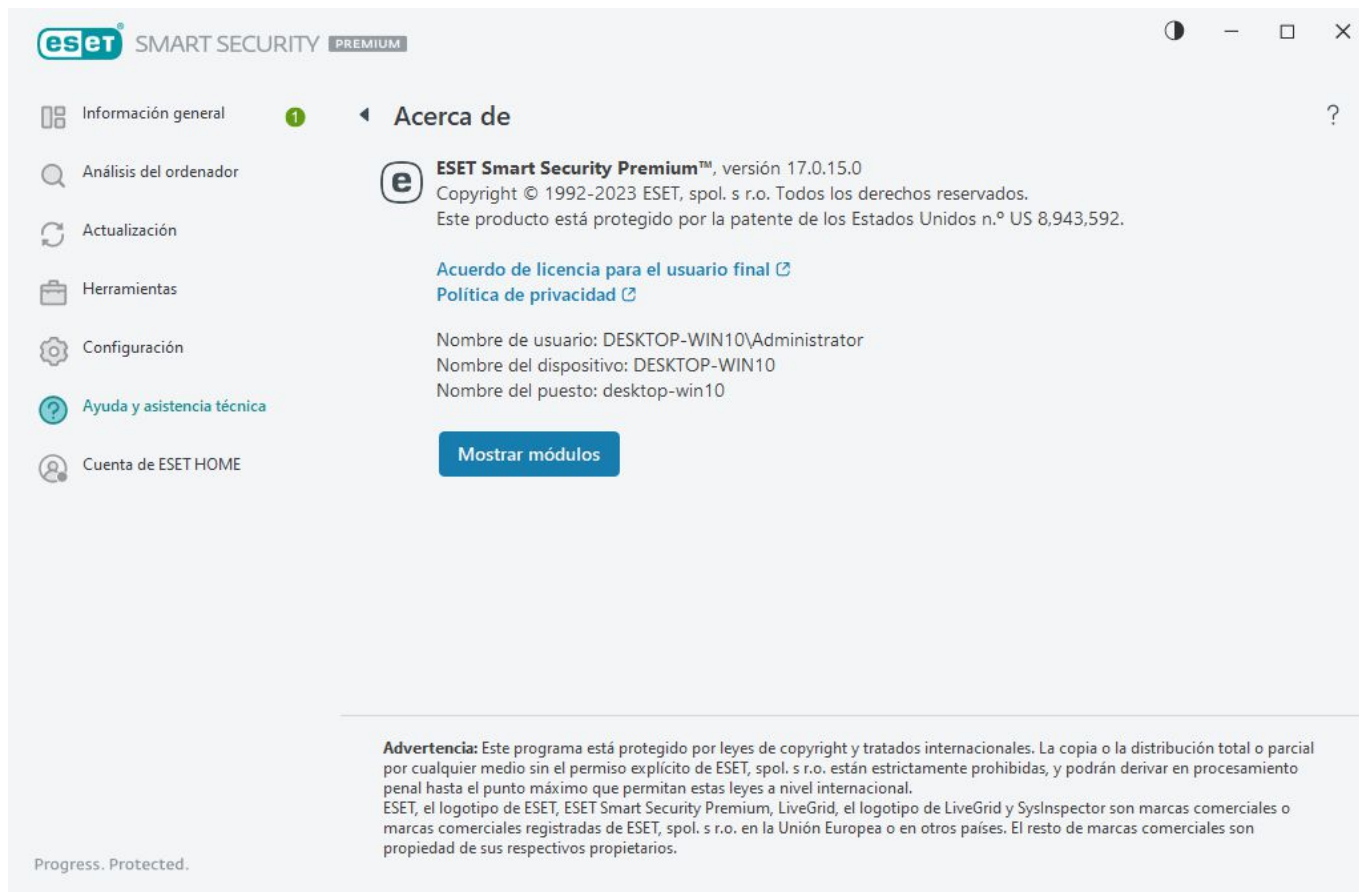 eset® SMART SECURITY PREMIUM
Información general 1
Análisis del ordenador
Actualización
Herramientas
Configuración
Ayuda y asistencia técnica
Cuenta de ESET HOME
Progress. Protected.
Acerca de ?
e
ESET Smart Security Premium™, versión 17.0.15.0
Copyright © 1992-2023 ESET, spol. s r.o. Todos los derechos reservados.
Este producto está protegido por la patente de los Estados Unidos n.º US 8,943,592.
Acuerdo de licencia para el usuario final
Política de privacidad
Nombre de usuario: DESKTOP-WIN10\Administrator
Nombre del dispositivo: DESKTOP-WIN10
Nombre del puesto: desktop-win10
Mostrar módulos
Advertencia: Este programa está protegido por leyes de copyright y tratados internacionales. La copia o la distribución total o parcial
por cualquier medio sin el permiso explícito de ESET, spol. s r.o. están estrictamente prohibidas, y podrán derivar en procesamiento
penal hasta el punto máximo que permitan estas leyes a nivel internacional.
ESET, el logotipo de ESET, ESET Smart Security Premium, LiveGrid, el logotipo de LiveGrid y SysInspector son marcas comerciales o
marcas comerciales registradas de ESET, spol. s r.o. en la Unión Europea o en otros países. El resto de marcas comerciales son
propiedad de sus respectivos propietarios.